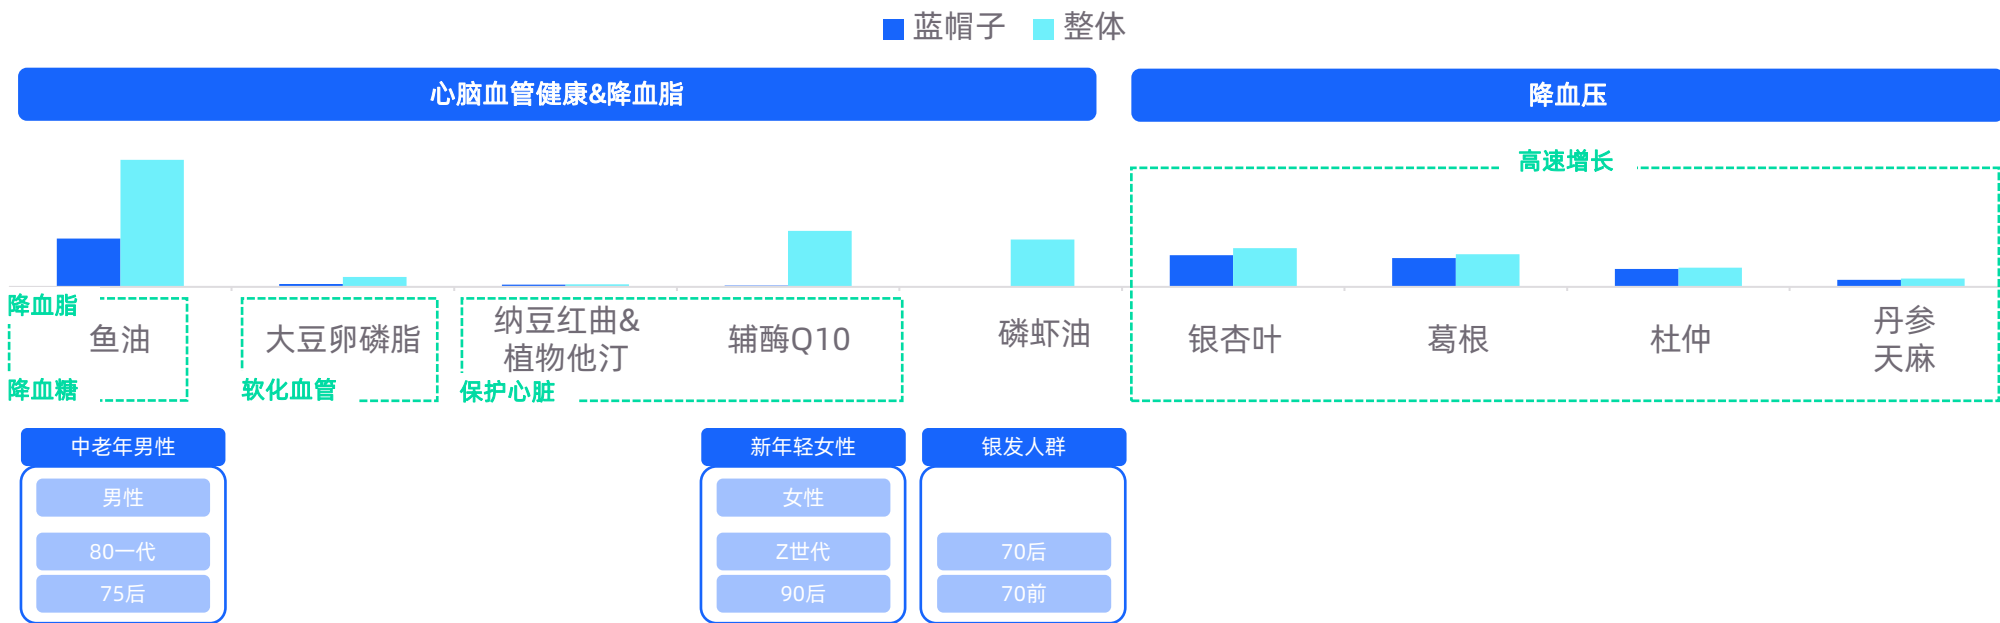 蓝帽子 整体
心脑血管健康&降血脂
降血压
高速增长
降血脂
鱼油
降血糖
大豆卵磷脂
软化血管
纳豆红曲&
植物他汀
保护心脏
辅酶Q10
磷虾油
银杏叶
葛根
杜仲
丹参
天麻
中老年男性
男性
80一代
75后
新年轻女性
女性
Z世代
90后
银发人群
70后
70前